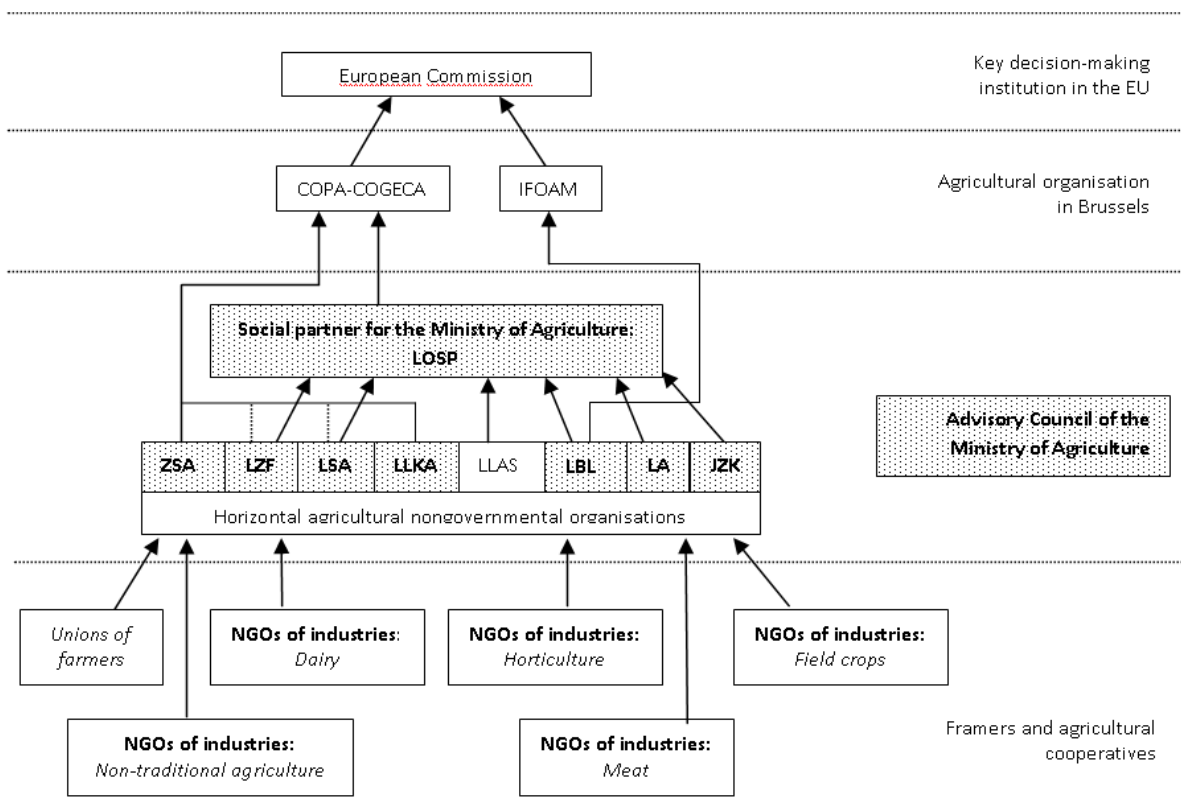 European Commission
Key decision-making
institution in the EU
COPA-COGECA
IFOAM
Agricultural organisation
in Brussels
Social partner for the Ministry of Agriculture:
LOSP
Advisory Council of the
Ministry of Agriculture
ZSA
LZF
LSA
LLKA
LLAS
LBL
LA
JZK
Horizontal agricultural nongovernmental organisations
Unions of
farmers
NGOs of industries:
Dairy
NGOs of industries:
Horticulture
NGOs of industries:
Field crops
NGOs of industries:
Non-traditional agriculture
NGOs of industries:
Meat
Framers and agricultural
cooperatives